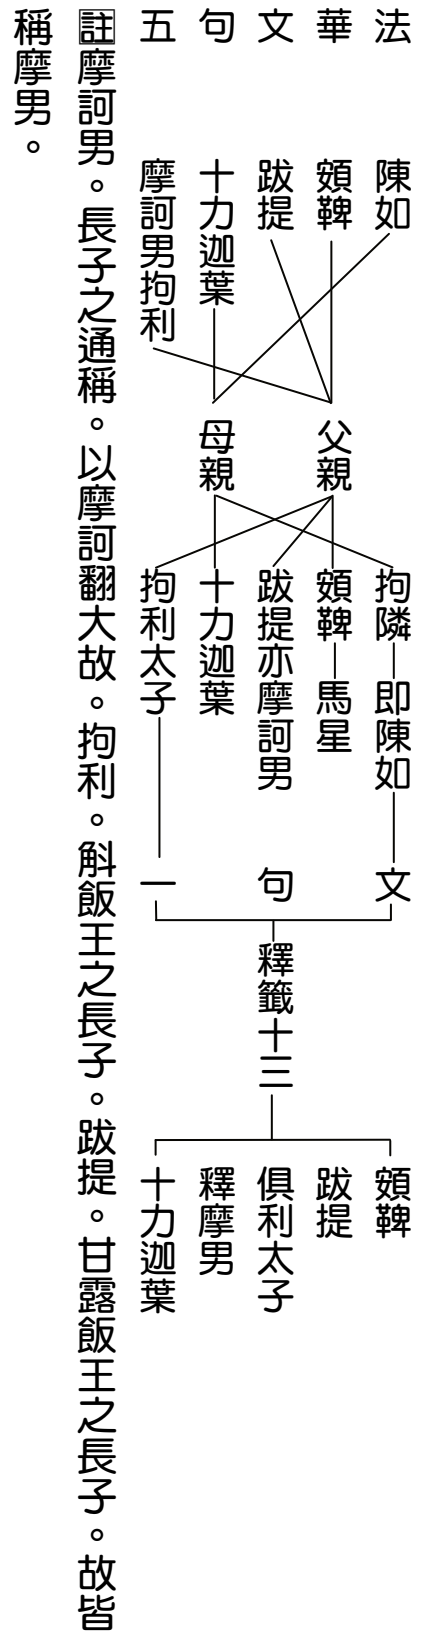 法華文句五
陳如
頞鞞
跋提
十力迦葉
摩訶男拘利
父親
母親
拘隣 即陳如
頞鞞 馬星
跋提亦摩訶男
十力迦葉
拘利太子
文句一
釋籤十三
頞鞞
跋提
俱利太子
釋摩男
十力迦葉
註摩訶男。長子之通稱。以摩訶翻大故。拘利。斛飯王之長子。跋提。甘露飯王之長子。故皆
稱摩男。